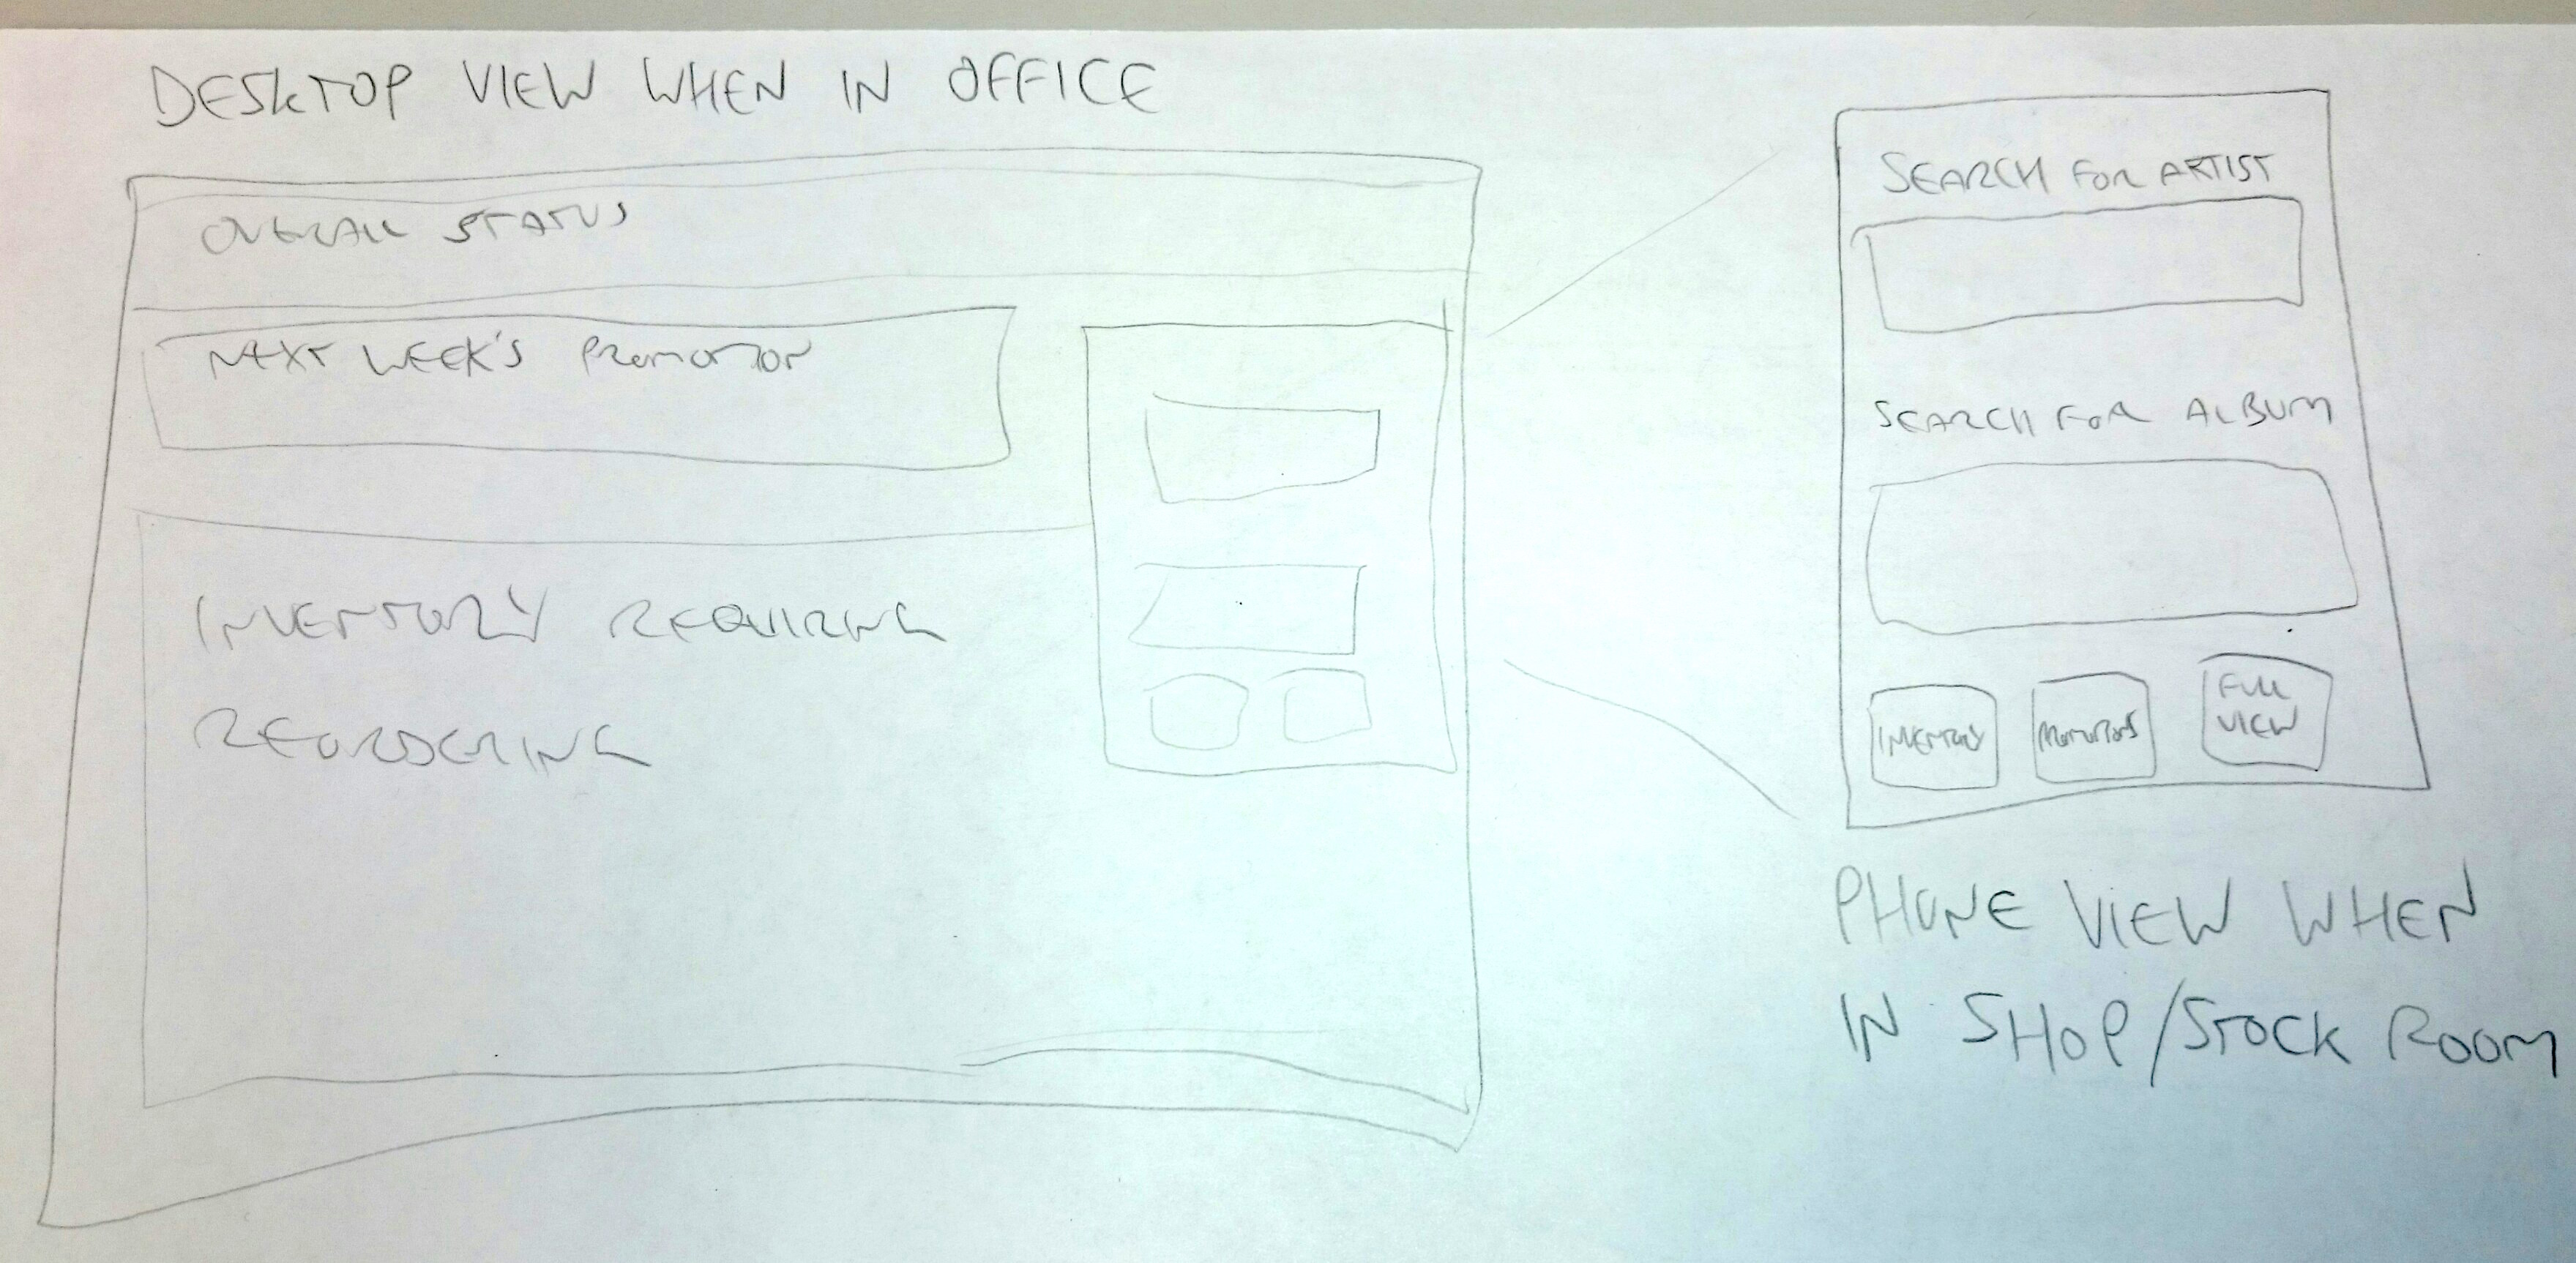 DESKTOP VIEW WHEN IN OFFICE
OVERALL STATUS
NEXT WEEK'S PROMOTION
INVENTORY REQUIRING
REORDERING
SEARCH FOR ARTIST
SEARCH FOR ALBUM
INVENTORY
PROMOTIONS
FULL
VIEW
PHONE VIEW WHEN
IN SHOP/STOCK ROOM